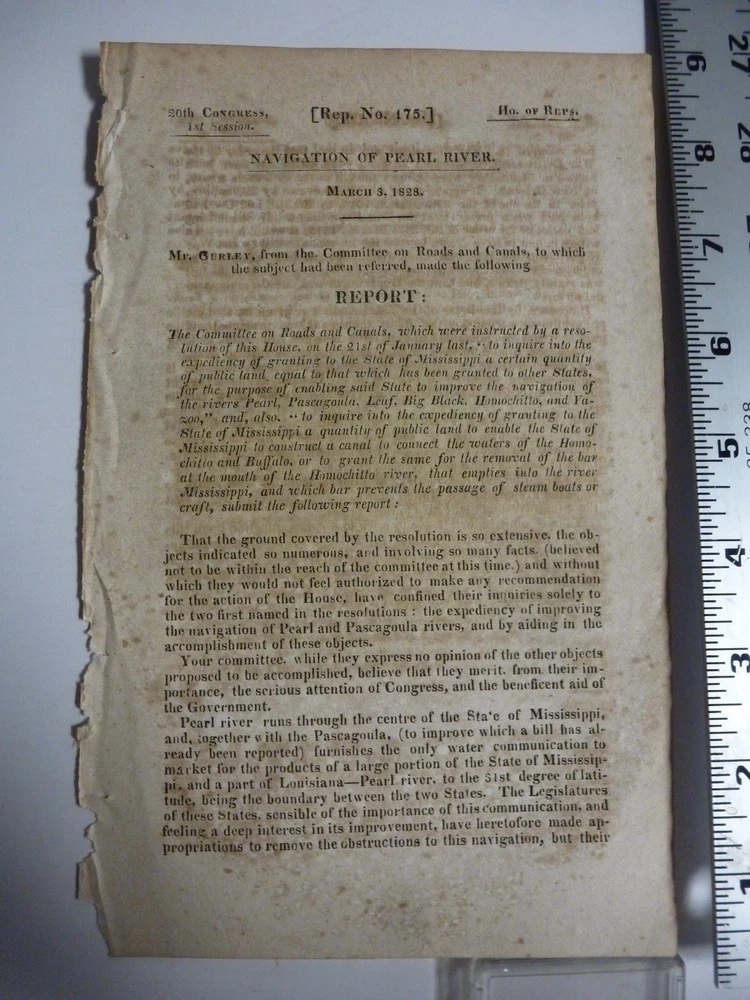 20th Congress, [Rep. No. 175.] Ho. of Reps.
1st Session.
NAVIGATION OF PEARL RIVER.
March 3, 1828.
Mr. Gurley, from the Committee on Roads and Canals, to which
the subject had been referred, made the following
REPORT:
The Committee on Roads and Canals, which were instructed by a reso-
lution of this House, on the 21st of January last, “to inquire into the
expediency of granting to the State of Mississippi a certain quantity
of public land, equal to that which has been granted to other States,
for the purpose of enabling said State to improve the navigation of
the rivers Pearl, Pascagoula, Leaf, Big Black, Homochitto, and Ya-
zoo,” and, also, “to inquire into the expediency of granting to the
State of Mississippi a quantity of public land to enable the State of
Mississippi to construct a canal to connect the waters of the Homo-
chitto and Buffalo, or to grant the same for the removal of the bar
at the mouth of the Homochitto river, that empties into the river
Mississippi, and which bar prevents the passage of steam boats or
craft, submit the following report:
That the ground covered by the resolution is so extensive, the ob-
jects indicated so numerous, and involving so many facts, (believed
not to be within the reach of the committee at this time,) and without
which they would not feel authorized to make any recommendation
for the action of the House, have confined their inquiries solely to
the two first named in the resolutions: the expediency of improving
the navigation of Pearl and Pascagoula rivers, and by aiding in the
accomplishment of these objects.
Your committee, while they express no opinion of the other objects
proposed to be accomplished, believe that they merit, from their im-
portance, the serious attention of Congress, and the beneficent aid of
the Government.
Pearl river runs through the centre of the State of Mississippi,
and, together with the Pascagoula, (to improve which a bill has al-
ready been reported) furnishes the only water communication to
market for the products of a large portion of the State of Mississip-
pi, and a part of Louisiana—Pearl river, to the 31st degree of lati-
tude, being the boundary between the two States. The Legislatures
of these States, sensible of the importance of this communication, and
feeling a deep interest in its improvement, have heretofore made ap-
propriations to remove the obstructions to this navigation, but their
9
8
7
6
5
4
3
2
1
27
28